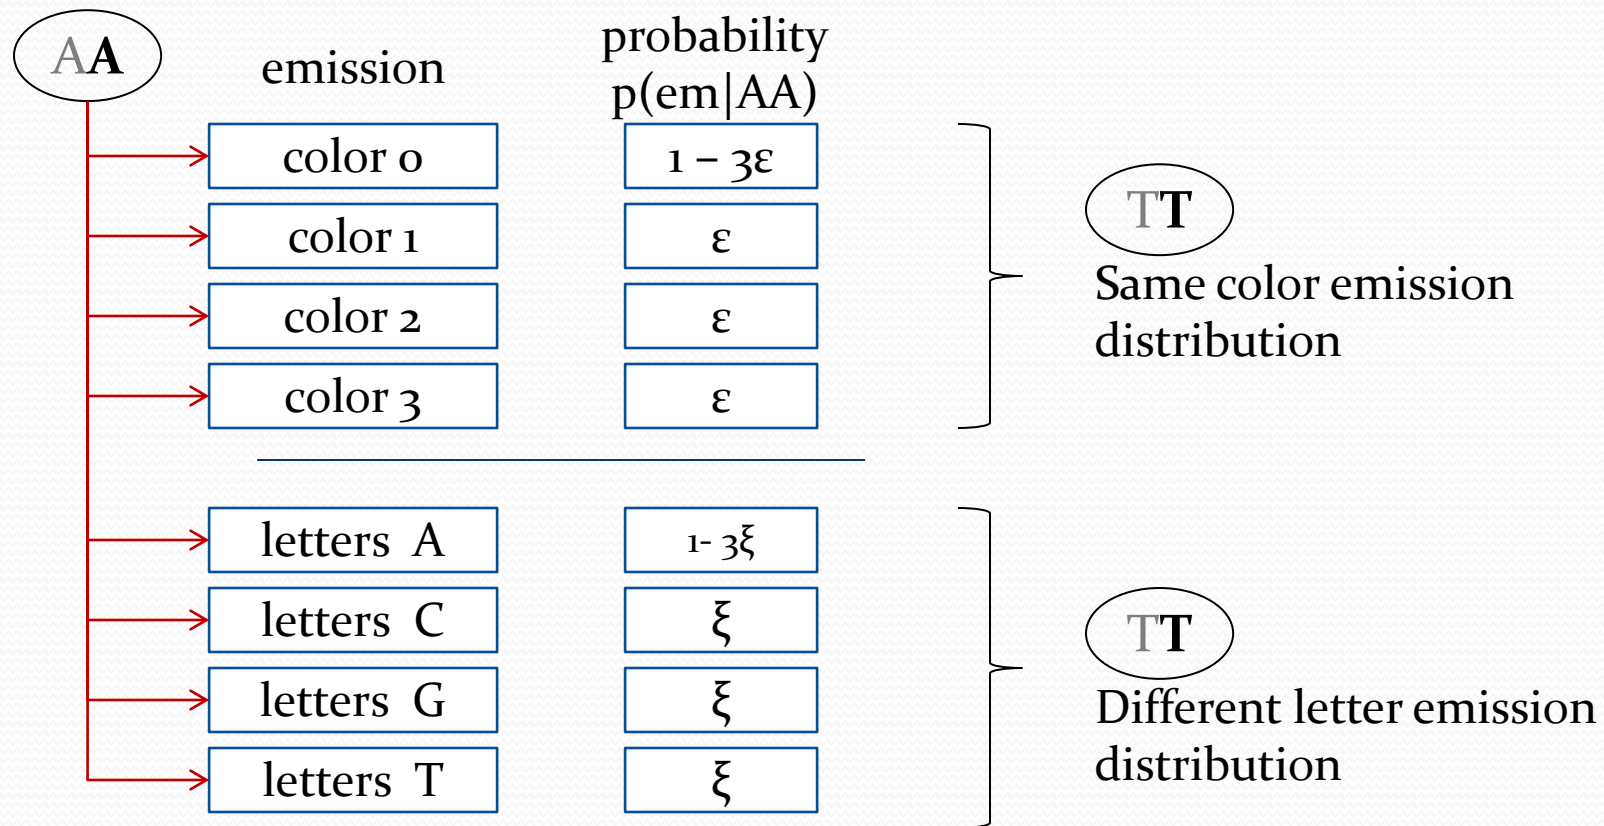 AA
emission
probability
p(em|AA)
color 0
1 – 3ε
color 1
ε
color 2
ε
color 3
ε
TT
Same color emission
distribution
letters A
1- 3ξ
letters C
ξ
letters G
ξ
letters T
ξ
TT
Different letter emission
distribution